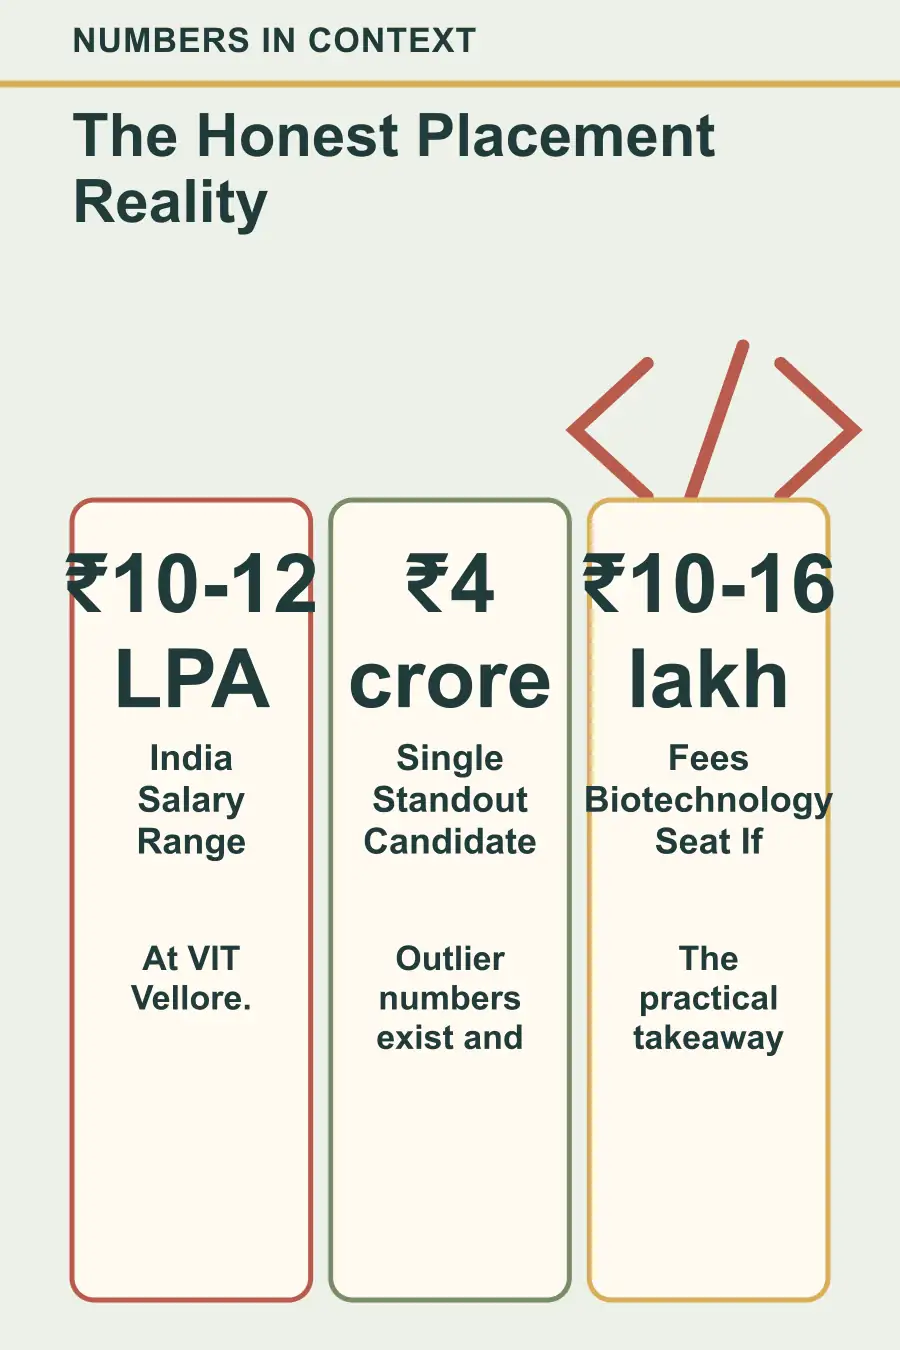 NUMBERS IN CONTEXT
The Honest Placement
Reality
₹10-12
LPA
India
Salary
Range
At VIT
Vellore.
₹4
crore
Single
Standout
Candidate
Outlier
numbers
exist and
₹10-16
lakh
Fees
Biotechnology
Seat If
The
practical
takeaway